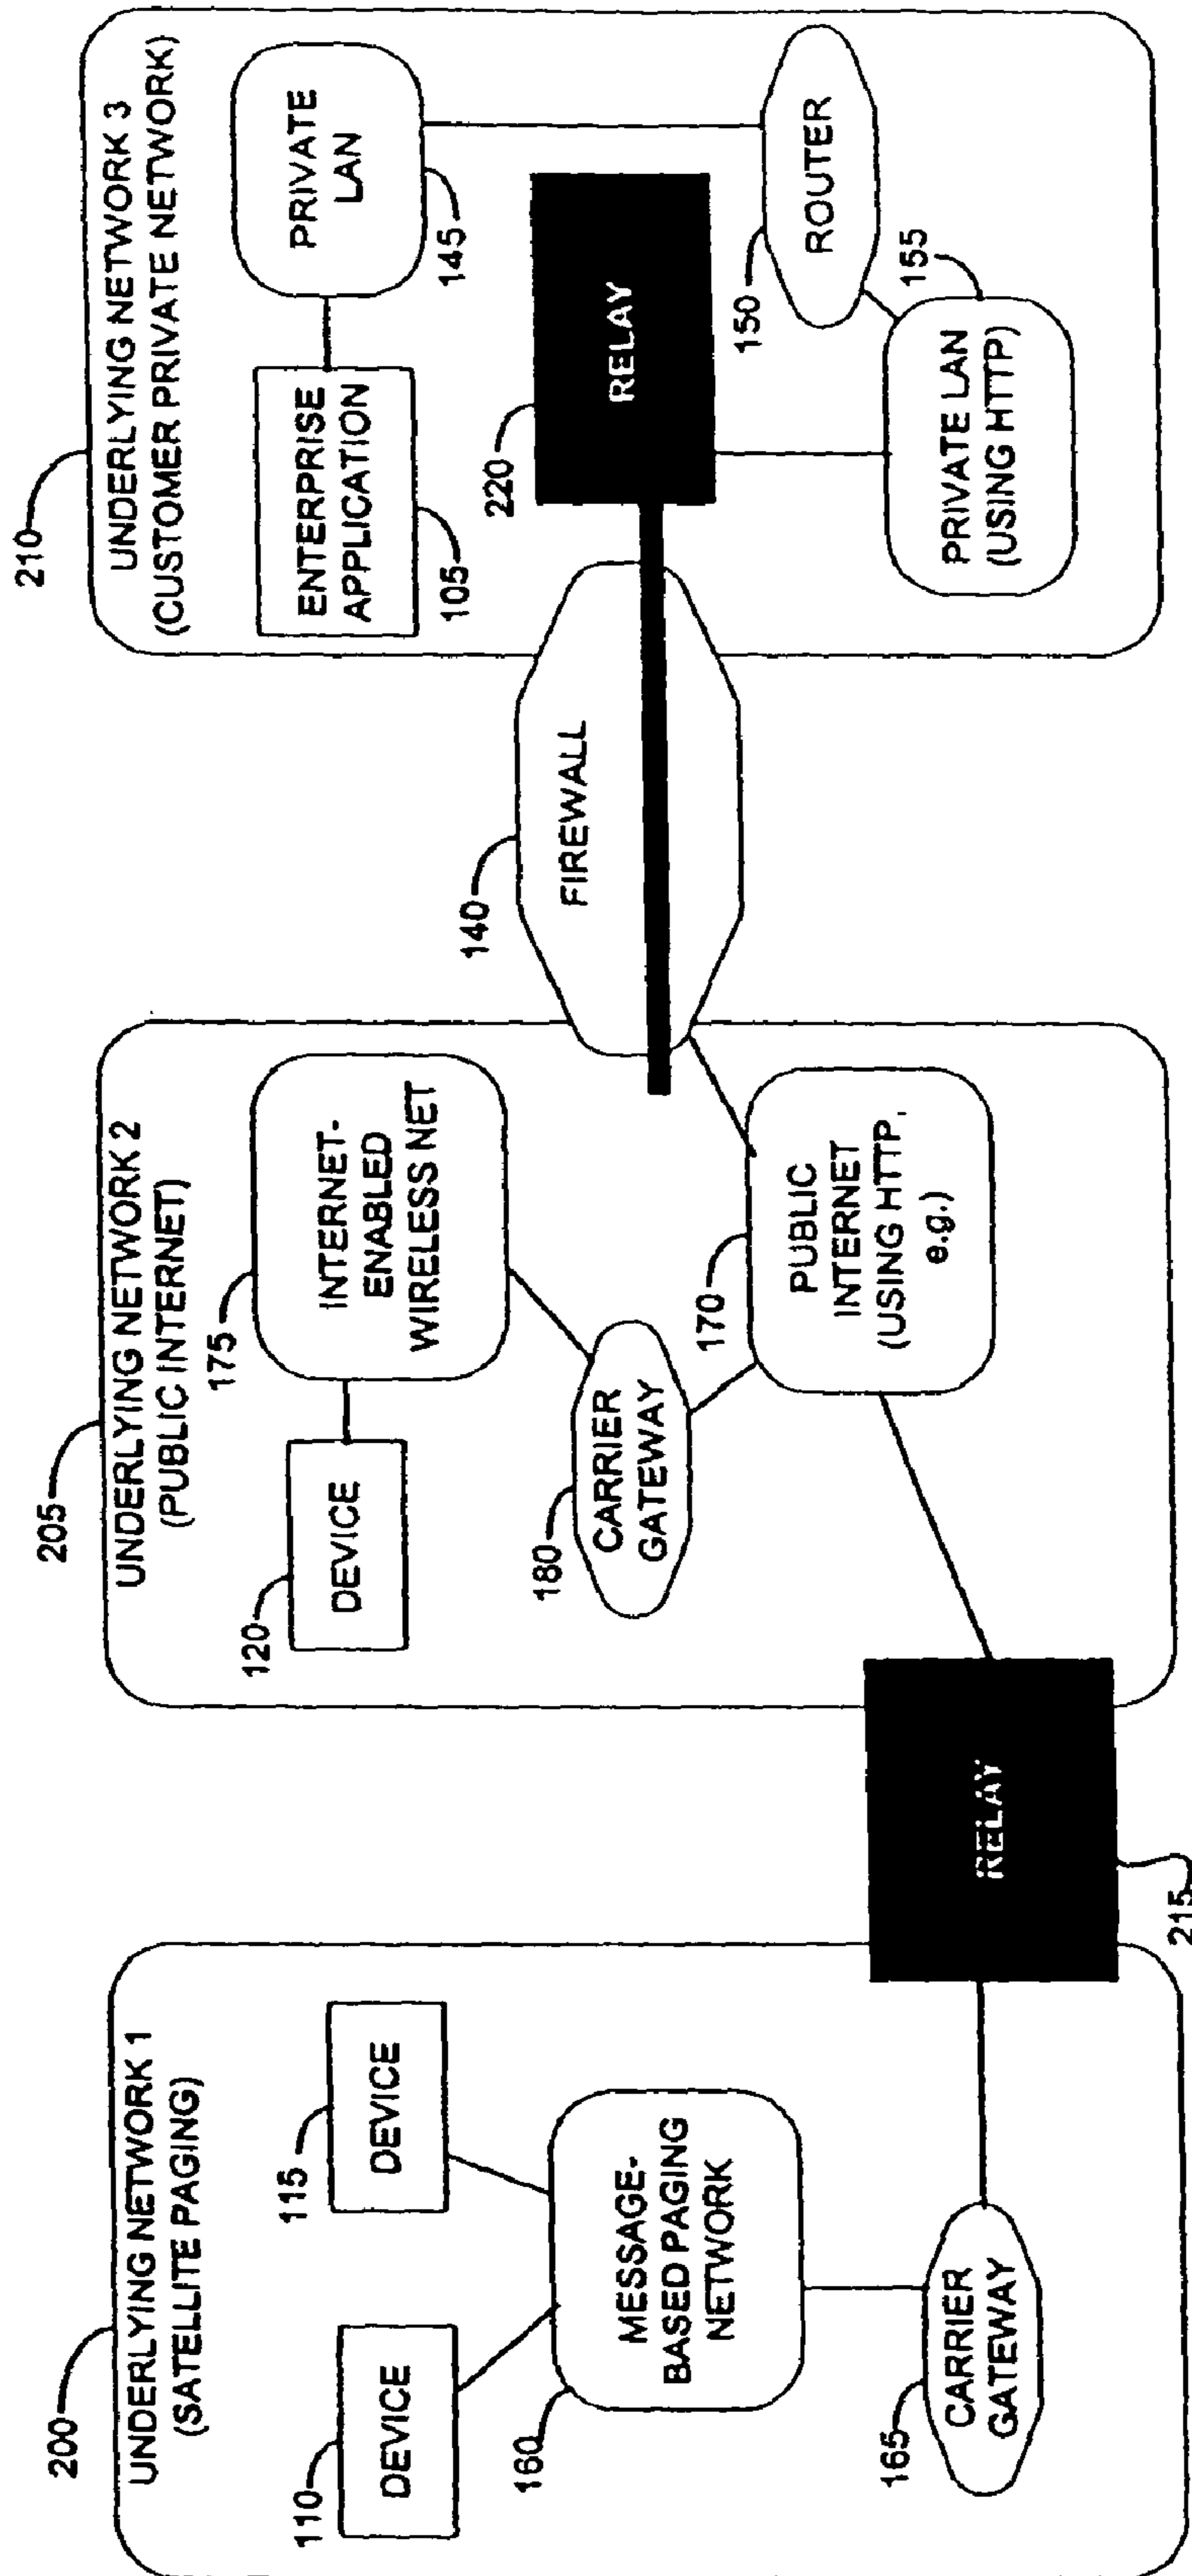 200
UNDERLYING NETWORK 1
(SATELLITE PAGING)
110
DEVICE
115
DEVICE
160
MESSAGE-
BASED PAGING
NETWORK
165
CARRIER
GATEWAY
RELAY
215
205
UNDERLYING NETWORK 2
(PUBLIC INTERNET)
120
DEVICE
175
INTERNET-
ENABLED
WIRELESS NET
180
CARRIER
GATEWAY
170
PUBLIC
INTERNET
(USING HTTP,
e.g.)
140
FIREWALL
210
UNDERLYING NETWORK 3
(CUSTOMER PRIVATE NETWORK)
ENTERPRISE
APPLICATION
105
PRIVATE
LAN
145
220
RELAY
150
ROUTER
155
PRIVATE LAN
(USING HTTP)